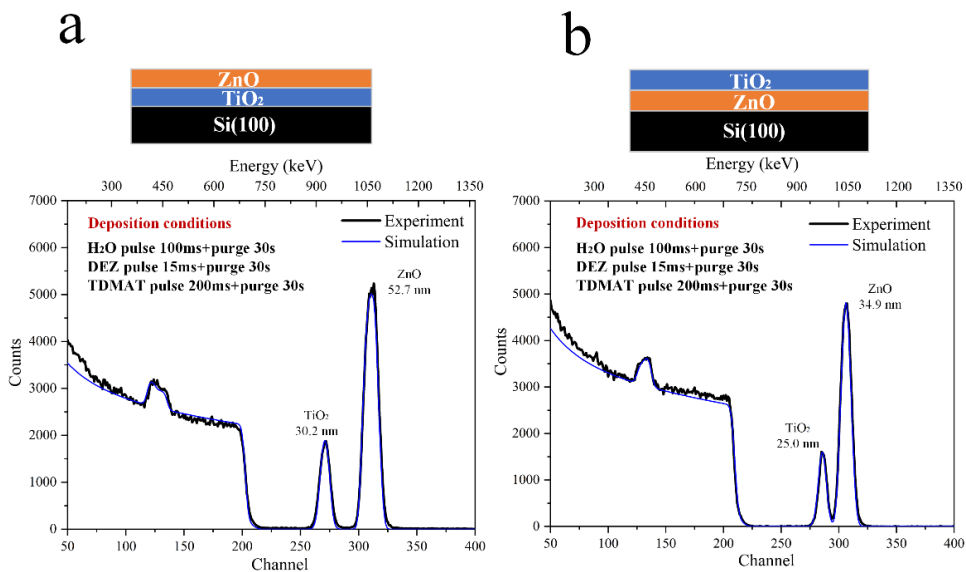 a
ZnO
TiO₂
Si(100)
Energy (keV)
300 450 600 750 900 1050 1200 1350
7000
6000
5000
4000
3000
2000
1000
0
Counts
Deposition conditions
H₂O pulse 100ms+purge 30s
DEZ pulse 15ms+purge 30s
TDMAT pulse 200ms+purge 30s
Experiment
Simulation
ZnO
52.7 nm
TiO₂
30.2 nm
50 100 150 200 250 300 350 400
Channel
b
TiO₂
ZnO
Si(100)
Energy (keV)
300 450 600 750 900 1050 1200 1350
7000
6000
5000
4000
3000
2000
1000
0
Counts
Deposition conditions
H₂O pulse 100ms+purge 30s
DEZ pulse 15ms+purge 30s
TDMAT pulse 200ms+purge 30s
Experiment
Simulation
ZnO
34.9 nm
TiO₂
25.0 nm
50 100 150 200 250 300 350 400
Channel